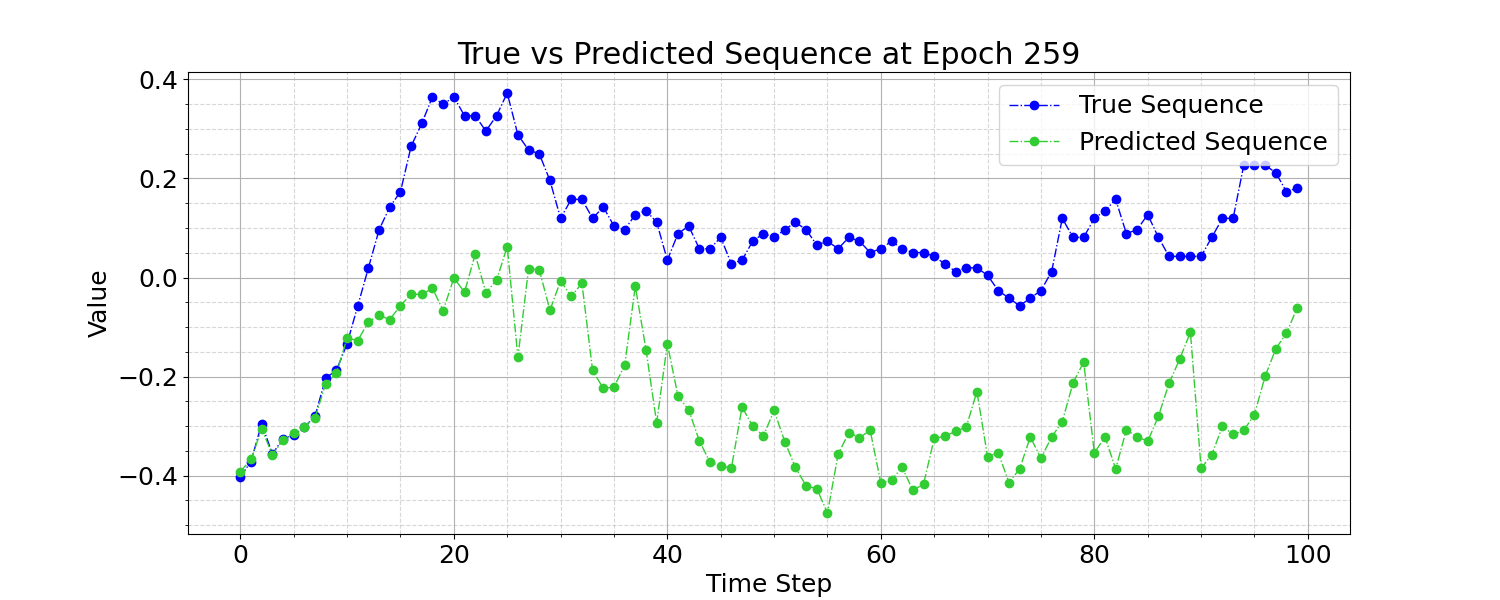 True vs Predicted Sequence at Epoch 259
True Sequence
Predicted Sequence
Value
0.4
0.2
0.0
−0.2
−0.4
0 20 40 60 80 100
Time Step